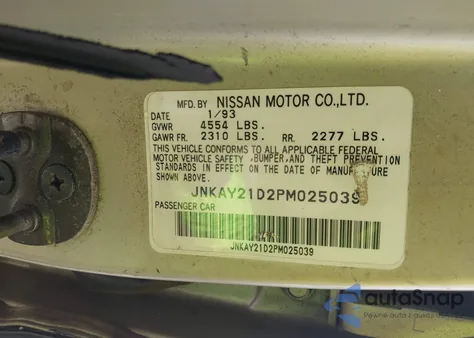 MFD. BY NISSAN MOTOR CO.,LTD.
DATE 1/93
GVWR 4554 LBS.
GAWR FR. 2310 LBS. RR. 2277 LBS.
THIS VEHICLE CONFORMS TO ALL APPLICABLE FEDERAL
MOTOR VEHICLE SAFETY ,BUMPER,AND THEFT PREVENTION
STANDARDS IN EFFECT ON THE DATE OF MANUFACTURE
SHOWN ABOVE.
JNKAY21D2PM025039
PASSENGER CAR
JNKAY21D2PM025039
autoSnap